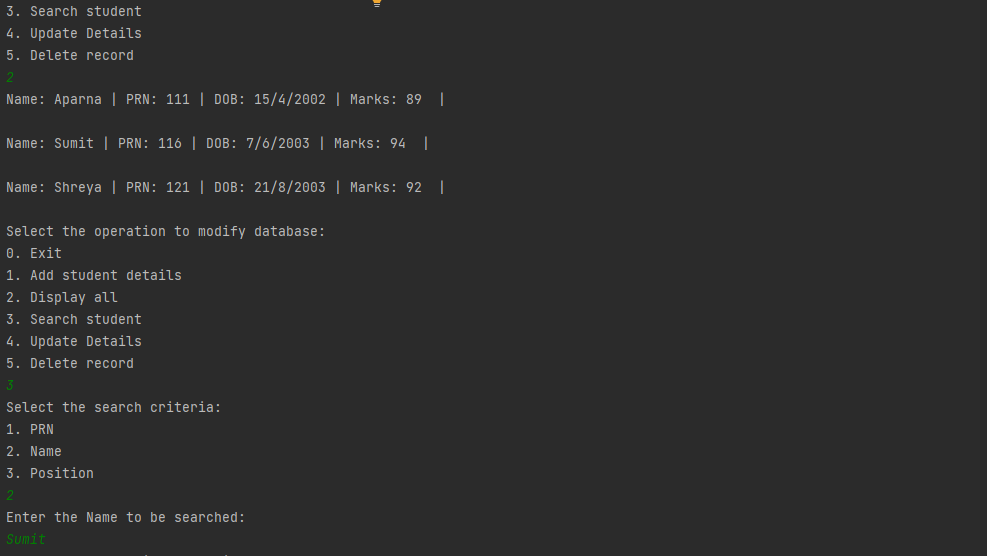 3. Search student
4. Update Details
5. Delete record
2
Name: Aparna | PRN: 111 | DOB: 15/4/2002 | Marks: 89  |
Name: Sumit | PRN: 116 | DOB: 7/6/2003 | Marks: 94  |
Name: Shreya | PRN: 121 | DOB: 21/8/2003 | Marks: 92  |
Select the operation to modify database:
0. Exit
1. Add student details
2. Display all
3. Search student
4. Update Details
5. Delete record
3
Select the search criteria:
1. PRN
2. Name
3. Position
2
Enter the Name to be searched:
Sumit